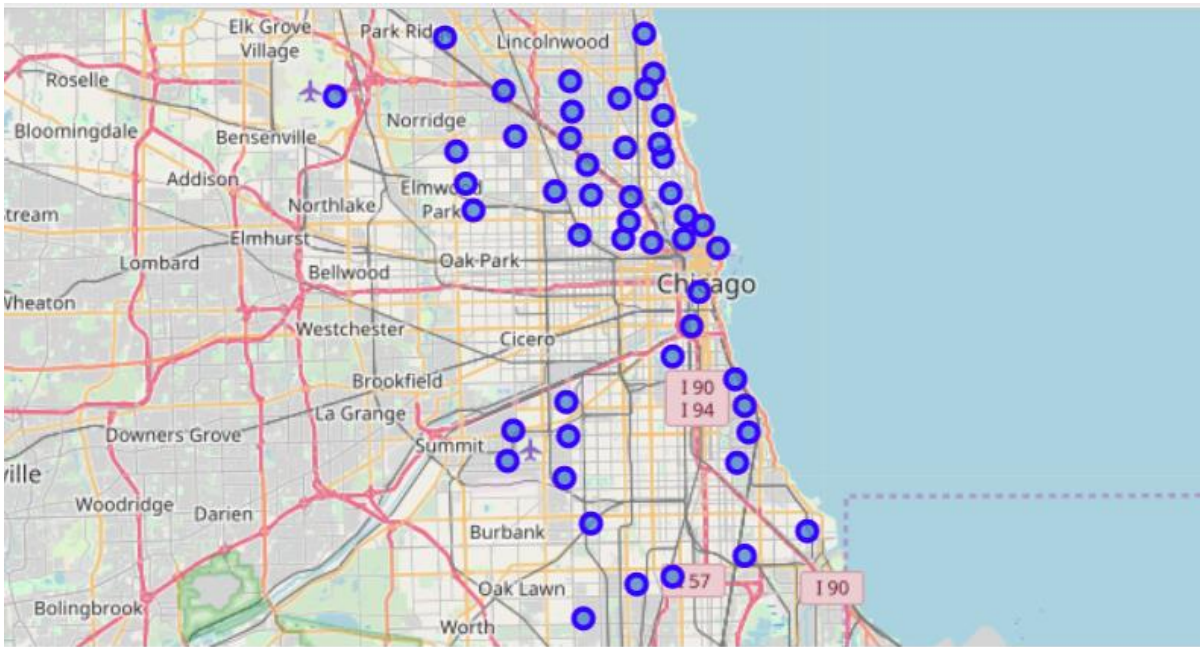 Elk Grove
Village
Park Rid
Lincolnwood
Roselle
Norridge
Bloomingdale
Bensenville
Addison
Elmwood
Park
Northlake
tream
Elmhurst
Oak Park
Lombard
Bellwood
Chicago
Wheaton
Westchester
Cicero
Brookfield
I 90
I 94
La Grange
Downers Grove
Summit
ville
Woodridge
Darien
Burbank
Oak Lawn
57
I 90
Bolingbrook
Worth